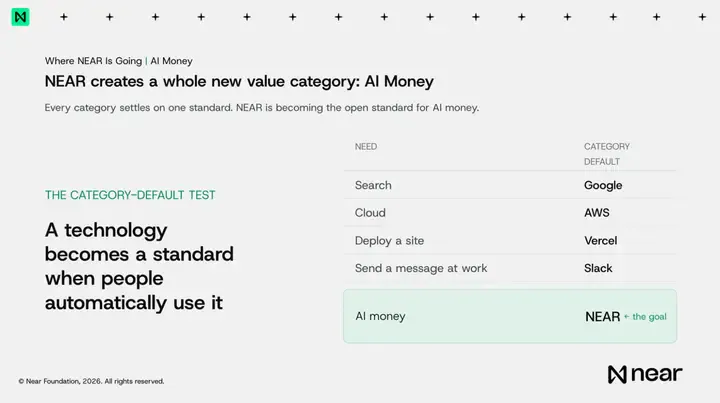 Where NEAR Is Going | AI Money
NEAR creates a whole new value category: AI Money
Every category settles on one standard. NEAR is becoming the open standard for AI money.
THE CATEGORY-DEFAULT TEST
A technology
becomes a standard
when people
automatically use it
NEED
CATEGORY
DEFAULT
Search
Google
Cloud
AWS
Deploy a site
Vercel
Send a message at work
Slack
AI money
NEAR + the goal
© Near Foundation, 2026. All rights reserved.
near